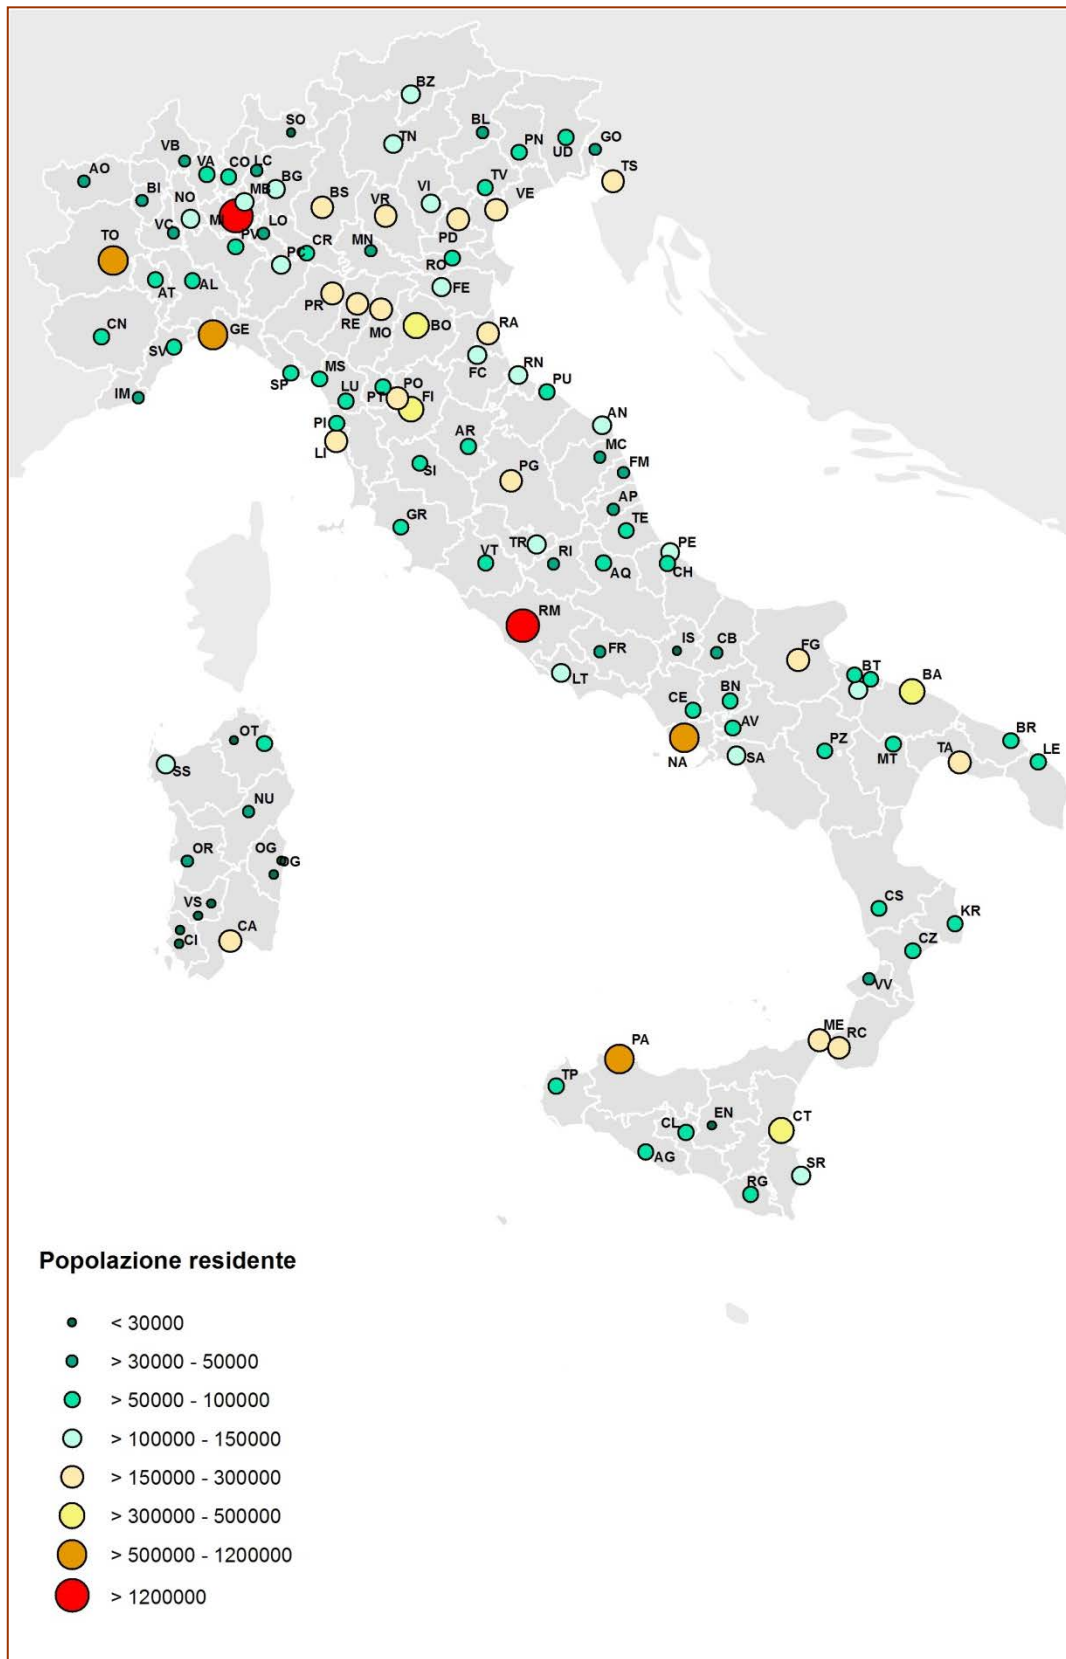 BZ
SO
BL
TN
PN
UD
GO
VB
VA
CO
LC
AO
BI
BG
TS
NO
MB
BS
VR
VI
TV
VE
MI
LO
VC
TO
PV
CR
MN
PD
PC
RO
AT
AL
FE
PR
RE
MO
BO
RA
CN
GE
SV
FC
RN
SP
MS
PU
IM
LU
PT
PO
FI
AN
PI
AR
MC
LI
SI
PG
FM
AP
GR
TE
TR
PE
VT
RI
AQ
CH
RM
IS
CB
FG
FR
LT
BT
BA
CE
BN
AV
BR
OT
NA
PZ
MT
TA
LE
SS
SA
NU
OR
OG
OG
VS
CS
CI
CA
KR
CZ
VV
ME
RC
PA
TP
CL
EN
CT
AG
SR
RG
Popolazione residente
< 30000
> 30000 - 50000
> 50000 - 100000
> 100000 - 150000
> 150000 - 300000
> 300000 - 500000
> 500000 - 1200000
> 1200000